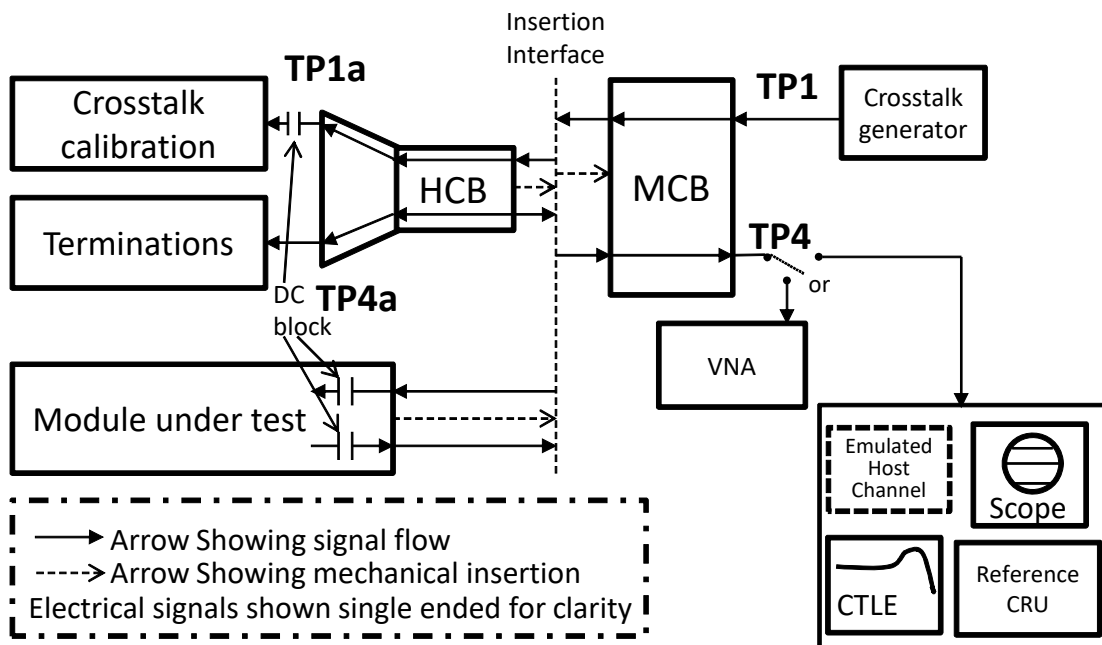 Insertion
Interface
TP1a
TP1
Crosstalk
calibration
Crosstalk
generator
HCB
MCB
Terminations
TP4
or
DC
block
TP4a
VNA
Module under test
Emulated
Host
Channel
Scope
CTLE
Reference
CRU
Arrow Showing signal flow
Arrow Showing mechanical insertion
Electrical signals shown single ended for clarity